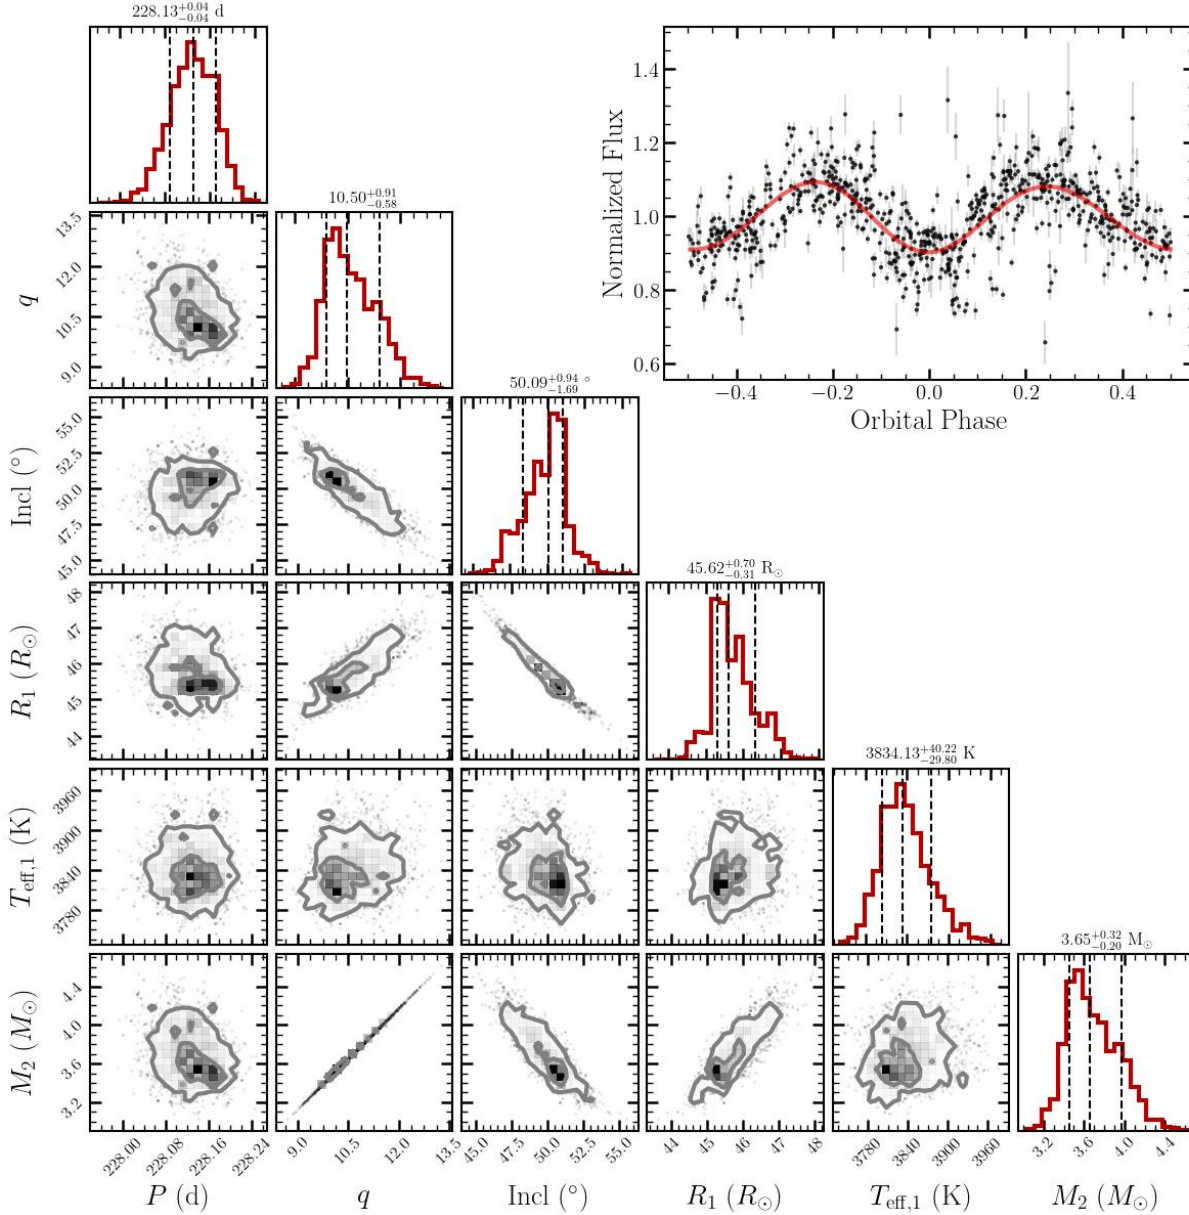 228.13^{+0.04}_{-0.04} d
1.4
1.2
1.0
0.8
0.6
Normalized Flux
−0.4 −0.2 0.0 0.2 0.4
Orbital Phase
10.50^{+0.91}_{-0.58}
13.5
12.0
10.5
9.0
q
50.09^{+0.94}_{-1.69} °
55.0
52.5
50.0
47.5
45.0
Incl (°)
45.62^{+0.70}_{-0.31} R_⊙
48
47
46
45
44
R_1 (R_⊙)
3834.13^{+40.22}_{-29.80} K
3960
3900
3840
3780
T_{eff,1} (K)
3.65^{+0.32}_{-0.20} M_⊙
4.4
4.0
3.6
3.2
M_2 (M_⊙)
228.00 228.08 228.16 228.24 9.0 10.5 12.0 13.5 45.0 47.5 50.0 52.5 55.0 44 45 46 47 48 3780 3840 3900 3960 3.2 3.6 4.0 4.4
P (d) q Incl (°) R_1 (R_⊙) T_{eff,1} (K) M_2 (M_⊙)